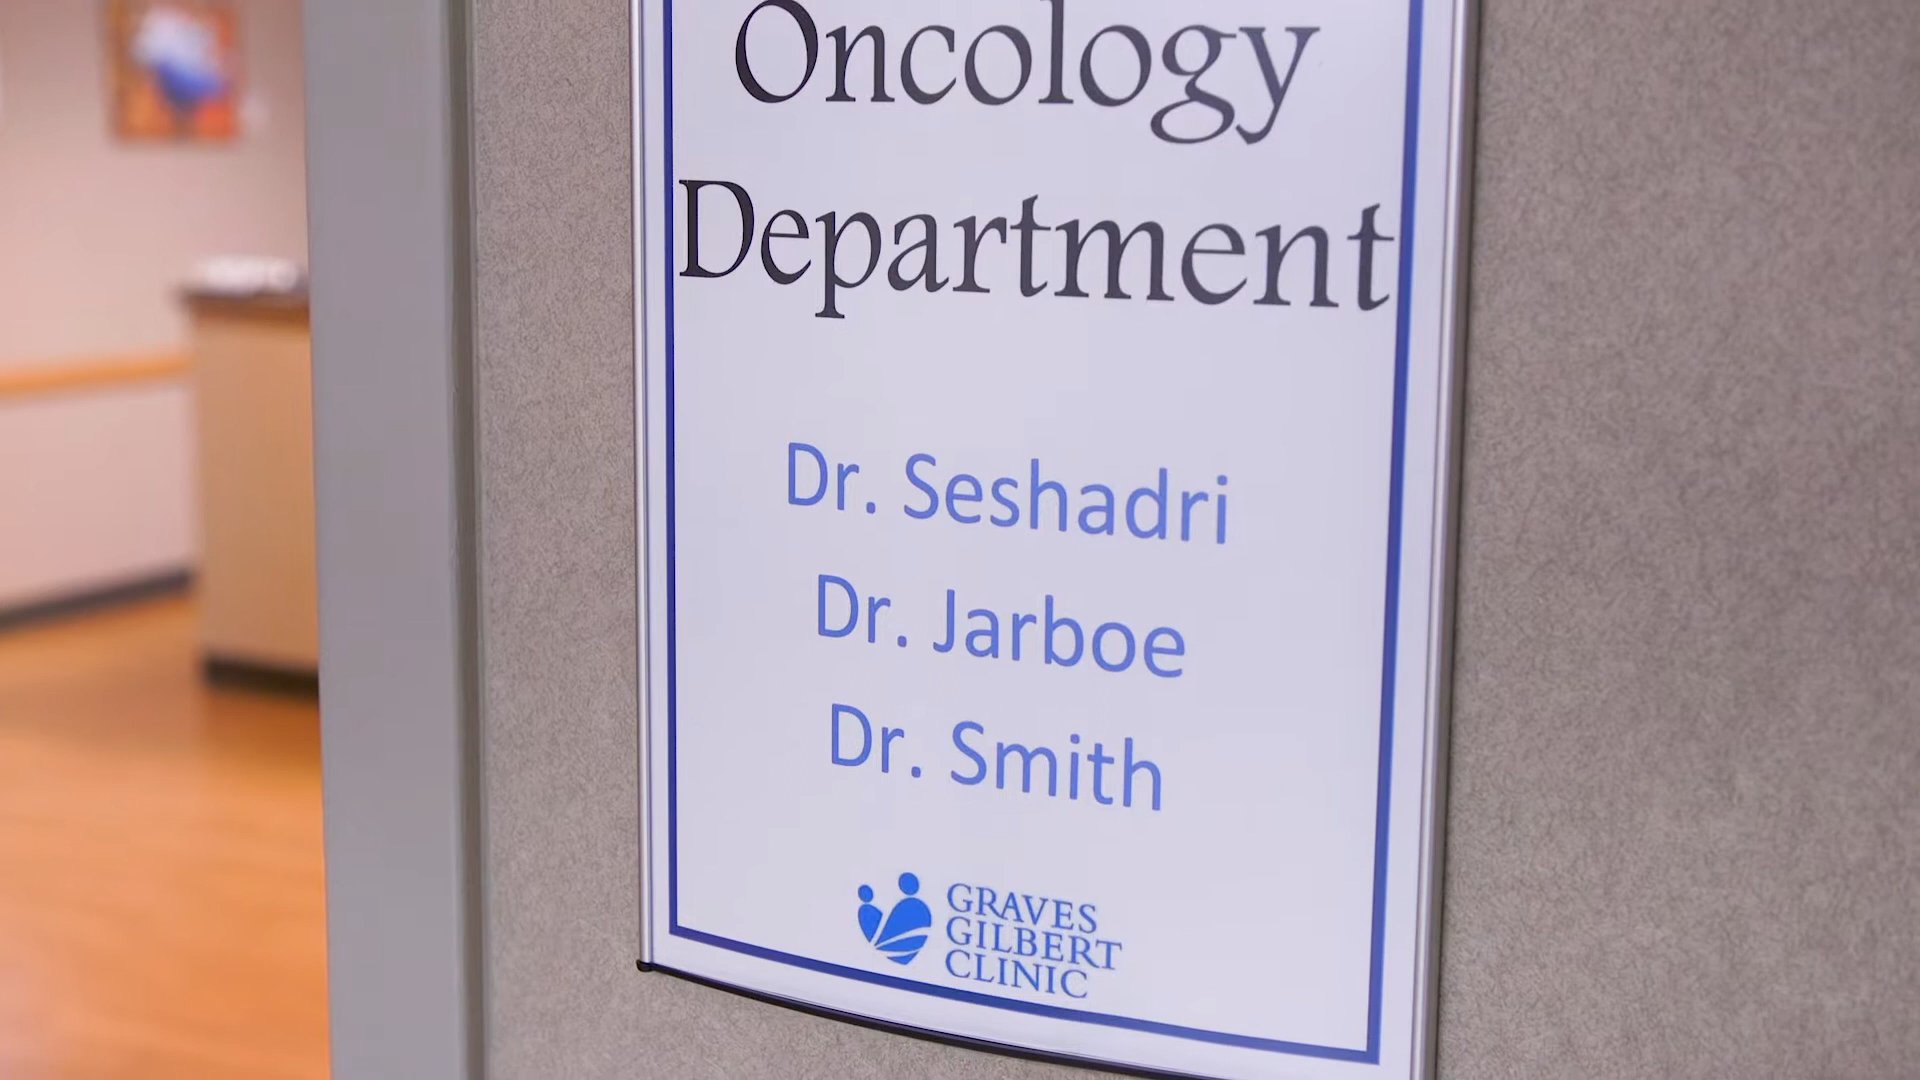 Oncology
Department
Dr. Seshadri
Dr. Jarboe
Dr. Smith
GRAVES
GILBERT
CLINIC